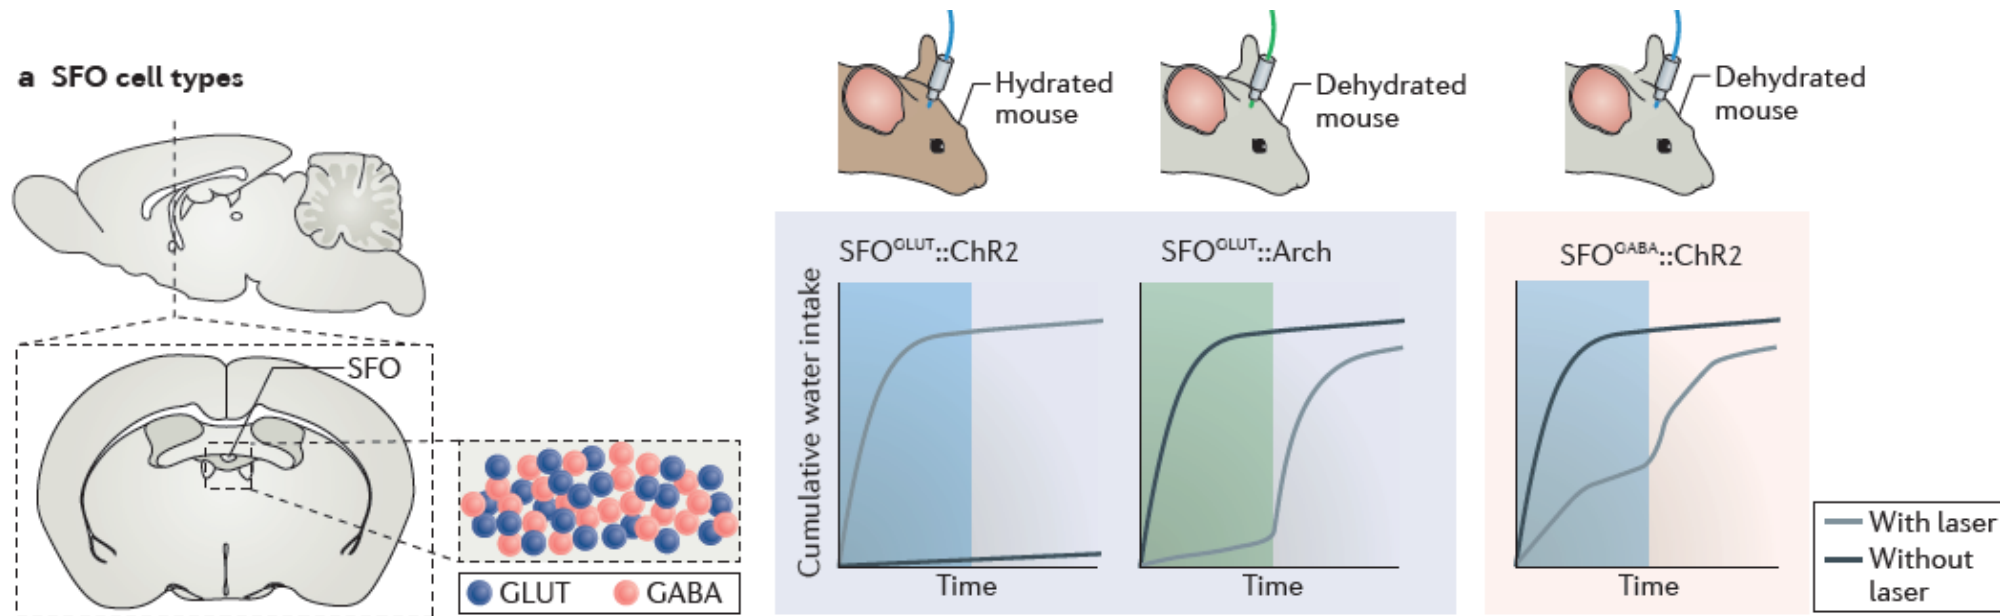 a SFO cell types
SFO
GLUT
GABA
Hydrated
mouse
Dehydrated
mouse
Dehydrated
mouse
SFOᴳᴸᵁᵀ::ChR2
SFOᴳᴸᵁᵀ::Arch
SFOᴳᴬᴮᴬ::ChR2
Cumulative water intake
Time
Time
Time
With laser
Without
laser